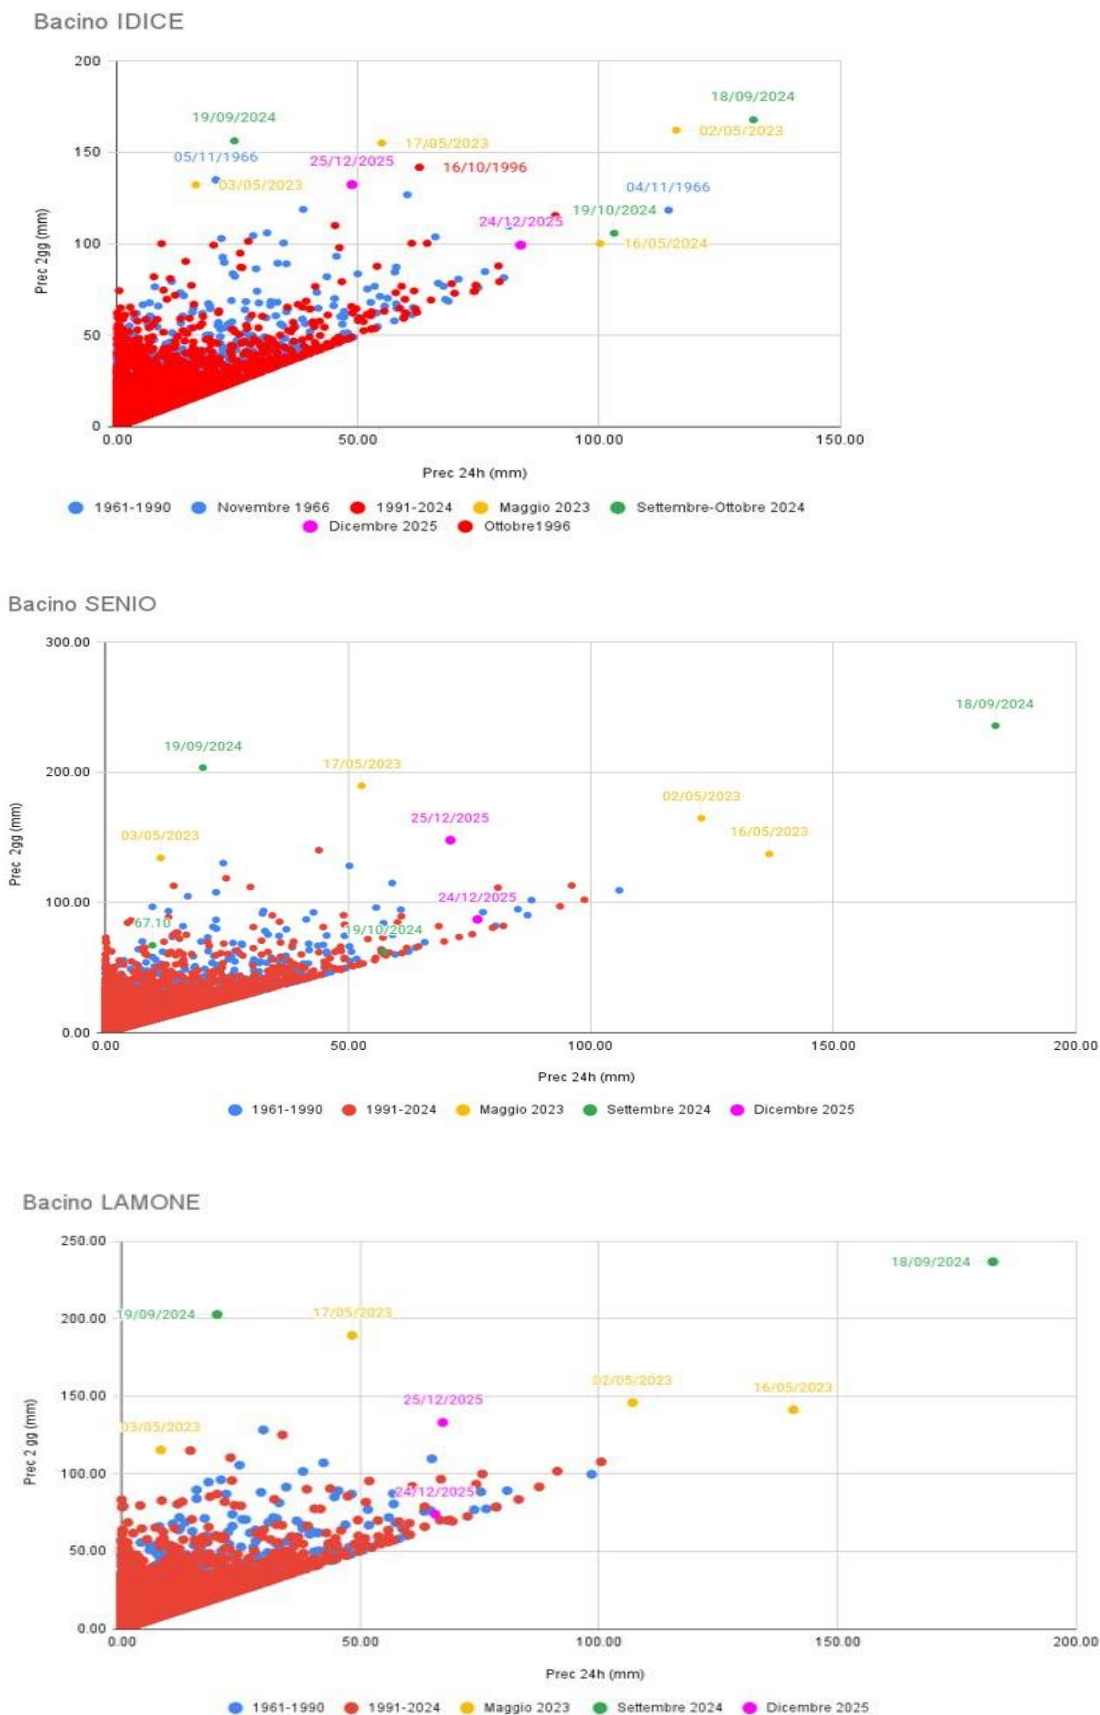 Bacino IDICE
200
18/09/2024
19/09/2024
02/05/2023
150
17/05/2023
05/11/1966
25/12/2025
16/10/1996
03/05/2023
04/11/1966
19/10/2024
24/12/2025
100
16/05/2024
Prec 2gg (mm)
50
0
0.00 50.00 100.00 150.00
Prec 24h (mm)
1961-1990 Novembre 1966 1991-2024 Maggio 2023 Settembre-Ottobre 2024
Dicembre 2025 Ottobre1996
Bacino SENIO
300.00
18/09/2024
19/09/2024
200.00
17/05/2023
02/05/2023
25/12/2025
16/05/2023
03/05/2023
Prec 2gg (mm)
100.00
24/12/2025
67.10
19/10/2024
0.00
0.00 50.00 100.00 150.00 200.00
Prec 24h (mm)
1961-1990 1991-2024 Maggio 2023 Settembre 2024 Dicembre 2025
Bacino LAMONE
250.00
18/09/2024
19/09/2024
17/05/2023
200.00
02/05/2023
16/05/2023
150.00
25/12/2025
03/05/2023
Prec 2 gg (mm)
100.00
24/12/2025
50.00
0.00
0.00 50.00 100.00 150.00 200.00
Prec 24h (mm)
1961-1990 1991-2024 Maggio 2023 Settembre 2024 Dicembre 2025